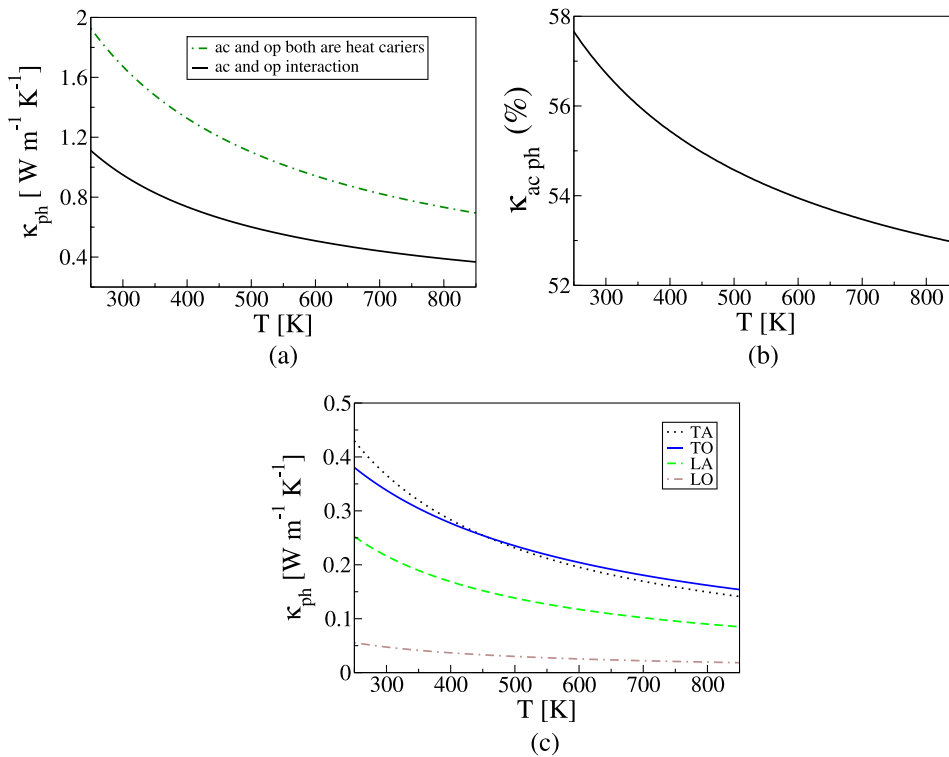 2
1.6
1.2
0.8
0.4
κph [ W m-1 K-1]
ac and op both are heat cariers
ac and op interaction
300 400 500 600 700 800
T [K]
(a)
58
56
54
52
κac ph (%)
300 400 500 600 700 800
T [K]
(b)
0.5
0.4
0.3
0.2
0.1
0
κph [W m-1 K-1]
TA
TO
LA
LO
300 400 500 600 700 800
T [K]
(c)